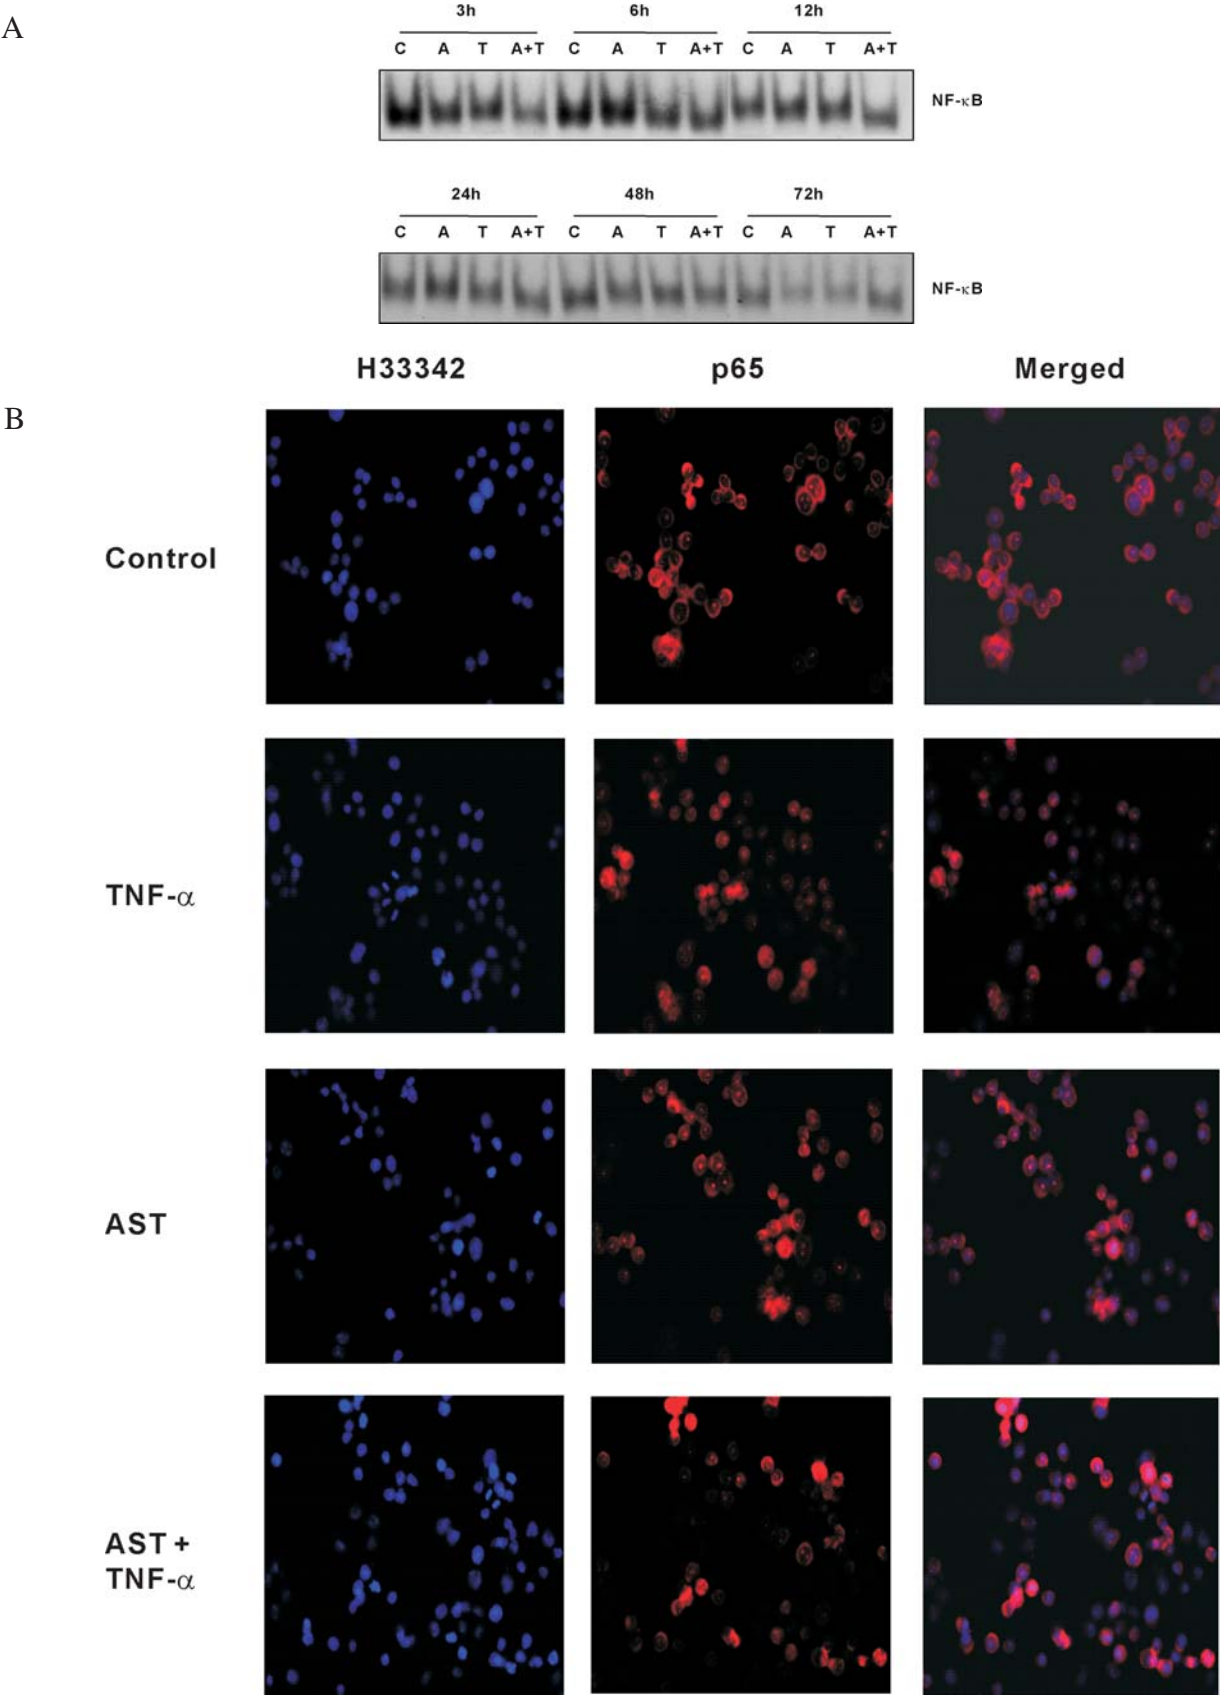 A
3h 6h 12h
C A T A+T C A T A+T C A T A+T
NF-κB
24h 48h 72h
C A T A+T C A T A+T C A T A+T
NF-κB
H33342 p65 Merged
B
Control
TNF-α
AST
AST +
TNF-α